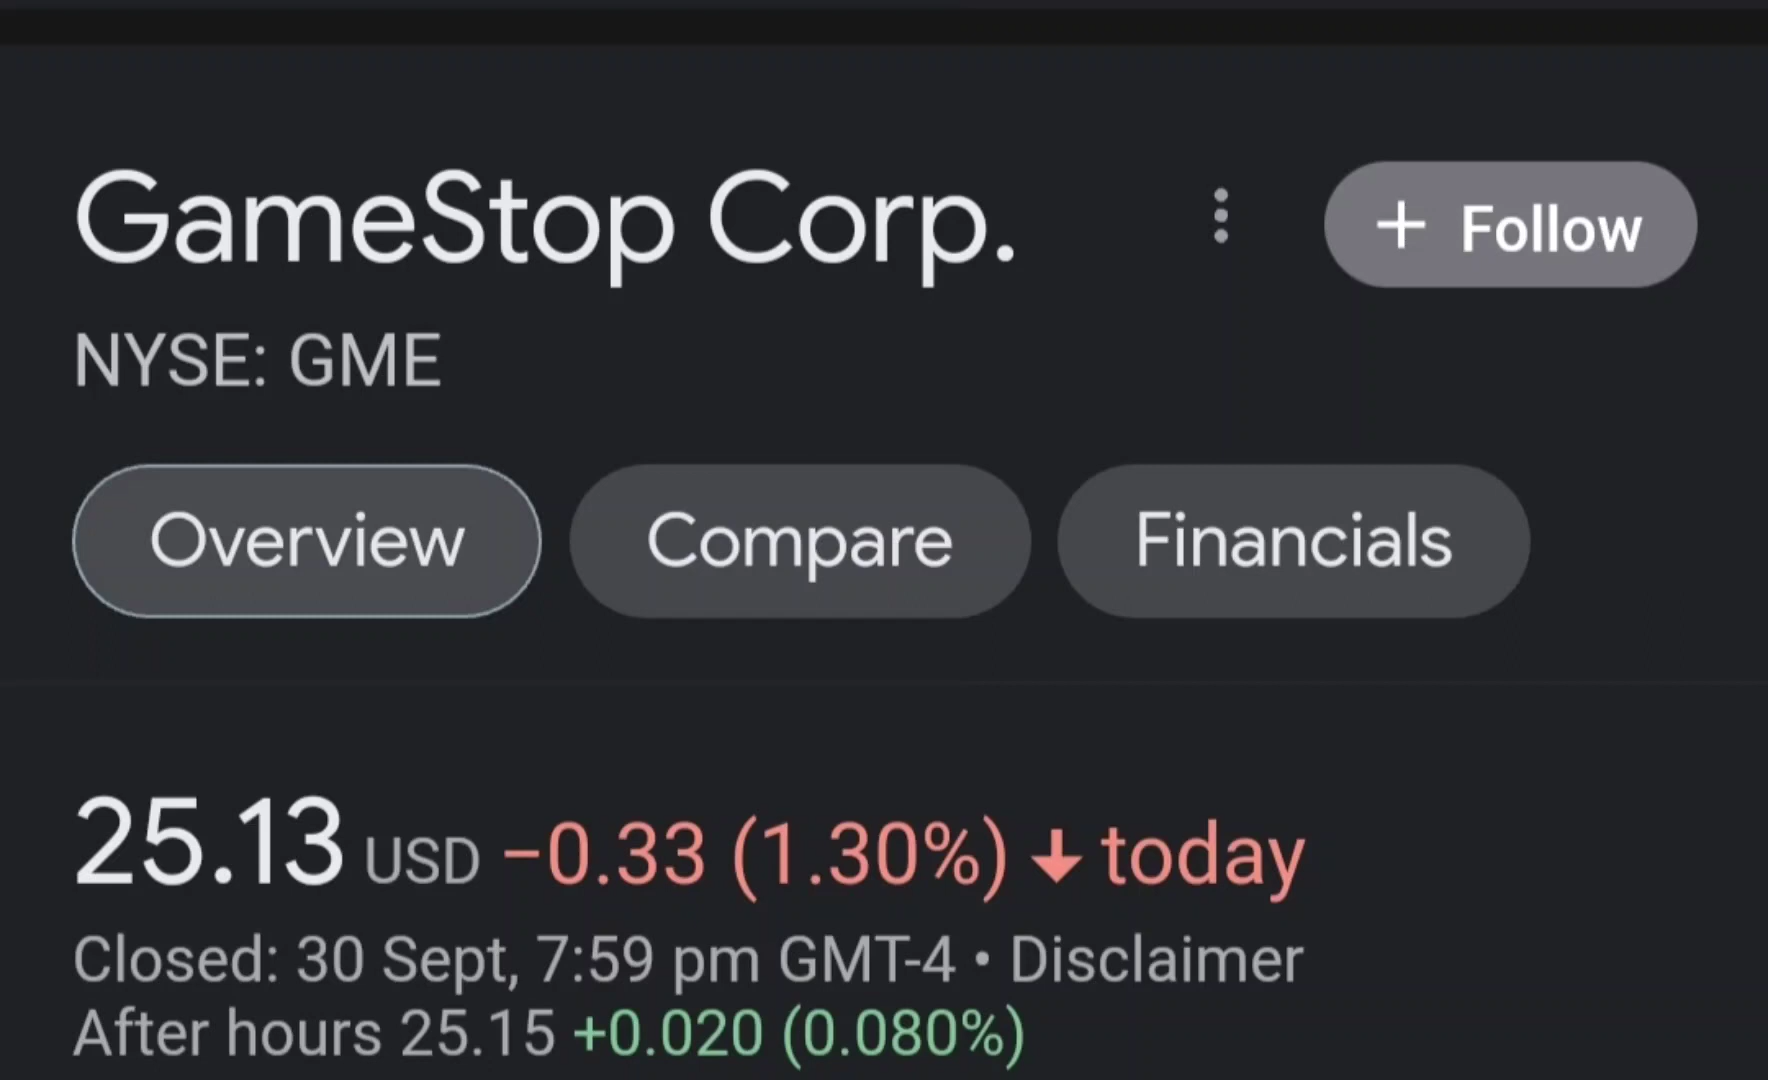 GameStop Corp.
+ Follow
NYSE: GME
Overview
Compare
Financials
25.13 USD −0.33 (1.30%) ↓ today
Closed: 30 Sept, 7:59 pm GMT-4 • Disclaimer
After hours 25.15 +0.020 (0.080%)